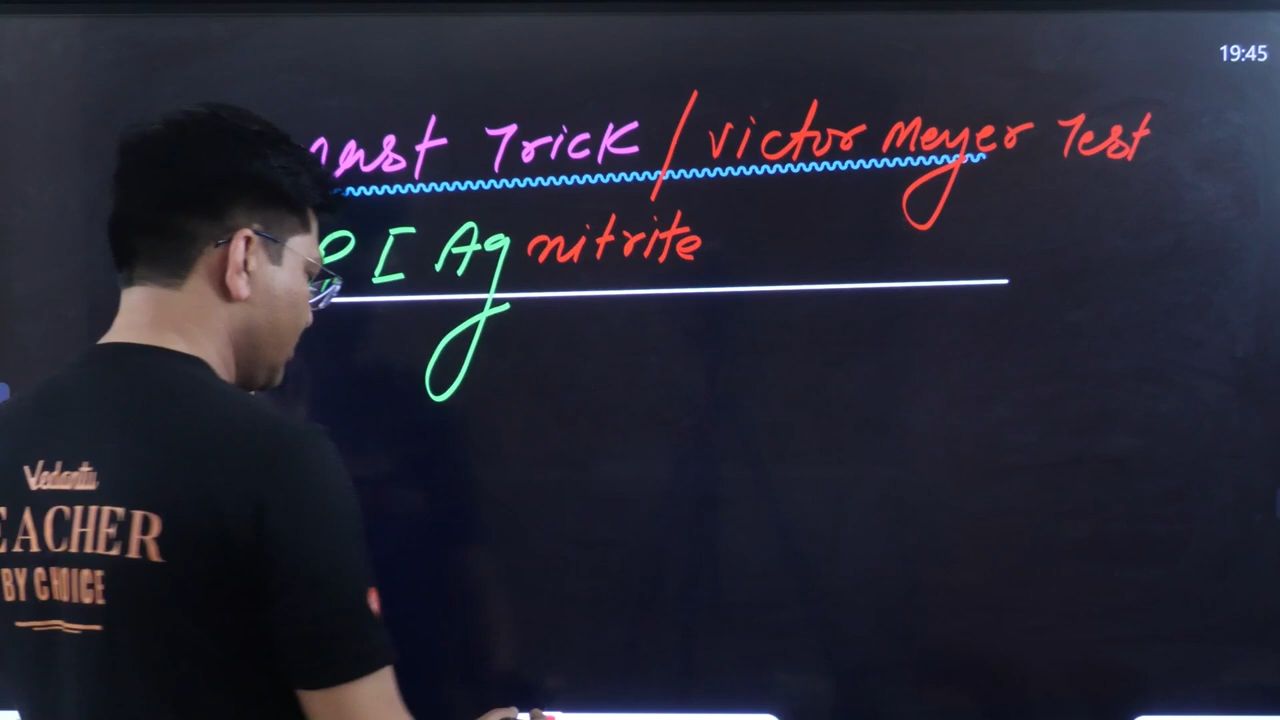 19:45
Trick / Victor Meyer Test
P I Ag nitrite
Vedantu
EACHER
BY CHOICE